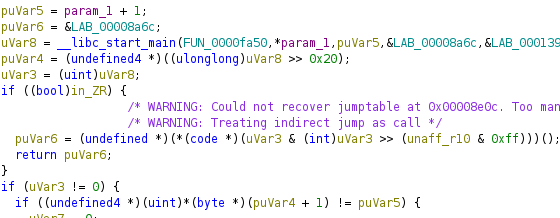 puVar5 = param_1 + 1;
puVar6 = &LAB_00008a6c;
uVar8 = __libc_start_main(FUN_0000fa50,*param_1,puVar5,&LAB_00008a6c,&LAB_000139
puVar4 = (undefined4 *)((ulonglong)uVar8 >> 0x20);
uVar3 = (uint)uVar8;
if ((bool)in_ZR) {
/* WARNING: Could not recover jumptable at 0x00008e0c. Too man
/* WARNING: Treating indirect jump as call */
puVar6 = (undefined *)(*(code *)(uVar3 & (int)uVar3 >> (unaff_r10 & 0xff)))();
return puVar6;
}
if (uVar3 != 0) {
if ((undefined4 *)(uint)*(byte *)(puVar4 + 1) != puVar5) {
uVar7 = 0;